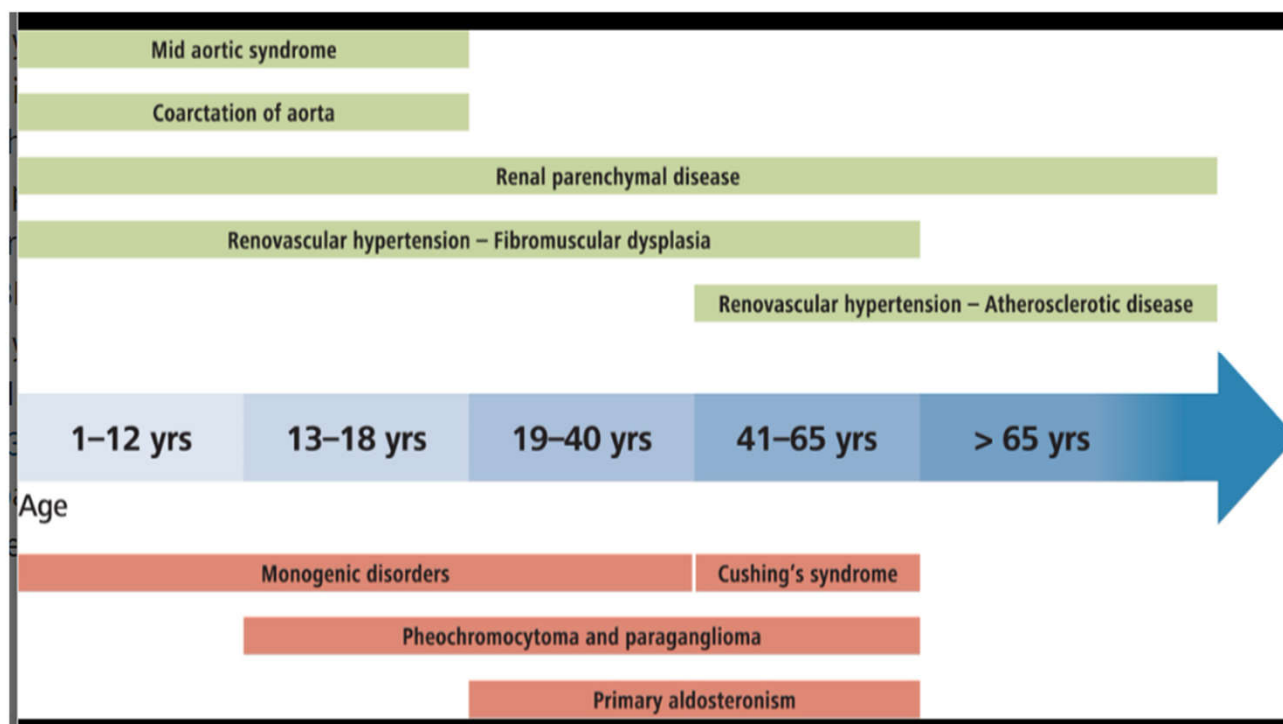 Mid aortic syndrome
Coarctation of aorta
Renal parenchymal disease
Renovascular hypertension – Fibromuscular dysplasia
Renovascular hypertension – Atherosclerotic disease
1–12 yrs
13–18 yrs
19–40 yrs
41–65 yrs
> 65 yrs
Age
Monogenic disorders
Cushing's syndrome
Pheochromocytoma and paraganglioma
Primary aldosteronism